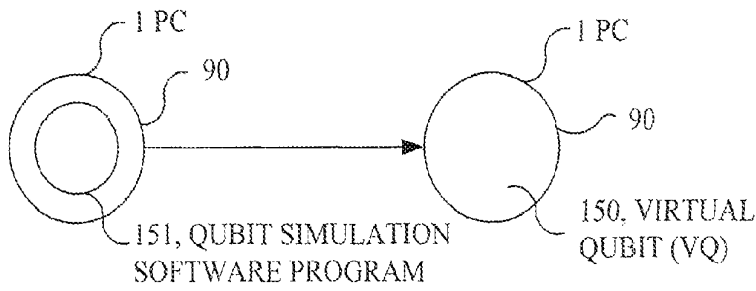 1 PC
90
151, QUBIT SIMULATION
SOFTWARE PROGRAM
1 PC
90
150, VIRTUAL
QUBIT (VQ)